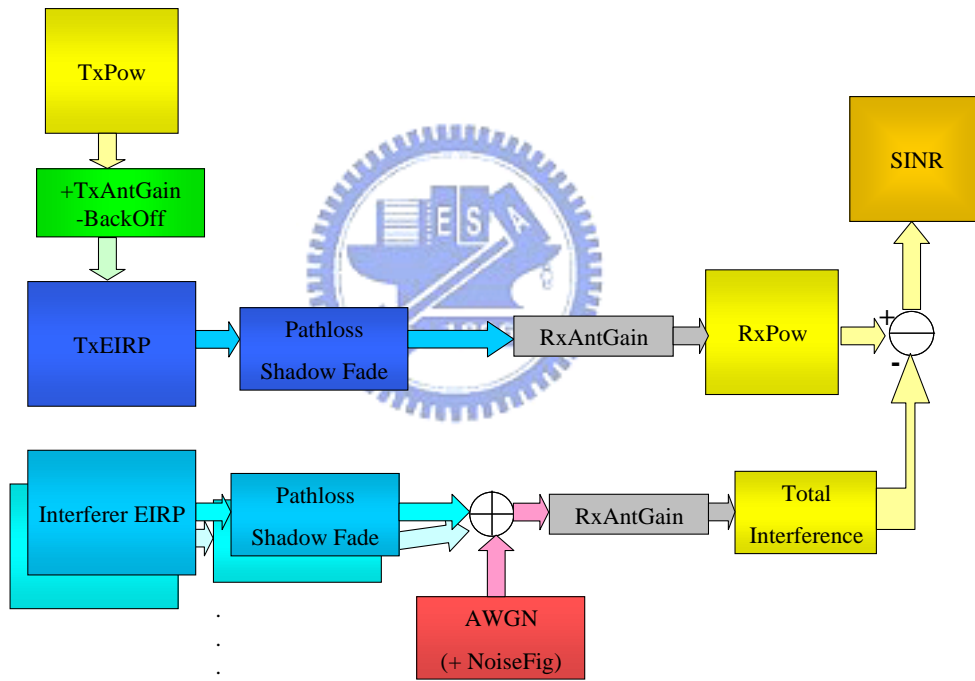 TxPow
SINR
+TxAntGain
-BackOff
E S A
TxEIRP
Pathloss
Shadow Fade
RxAntGain
RxPow
+
-
Interferer EIRP
Pathloss
Shadow Fade
RxAntGain
Total
Interference
AWGN
(+ NoiseFig)
.
.
.